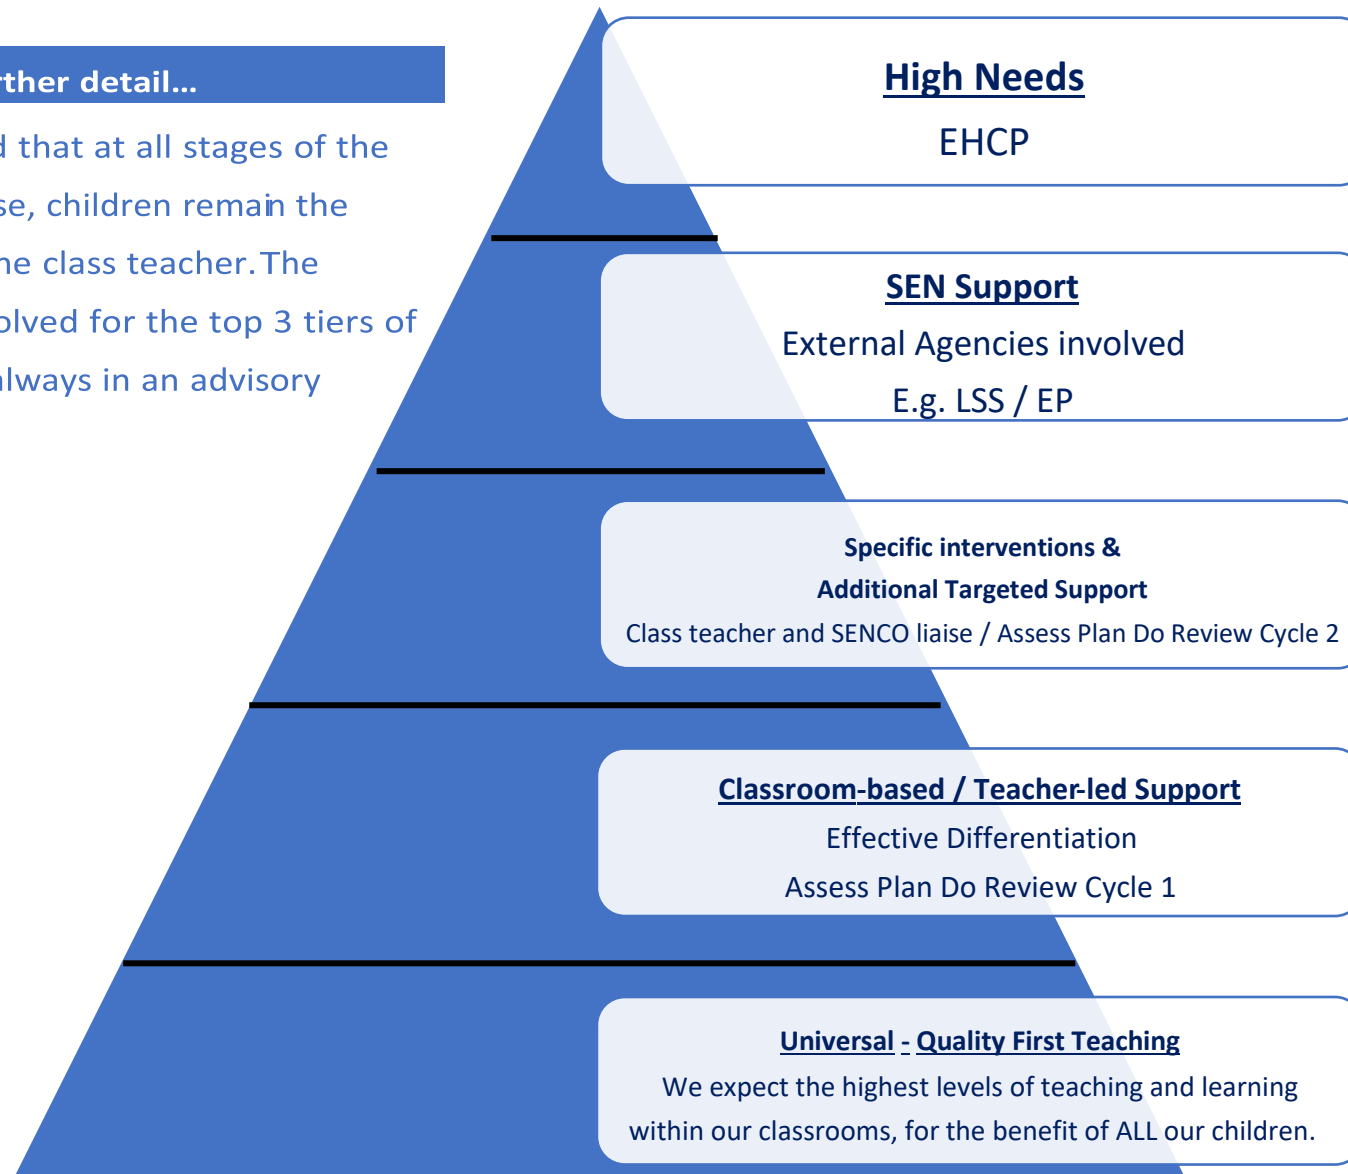 rther detail…
d that at all stages of the
se, children remain the
ne class teacher. The
olved for the top 3 tiers of
always in an advisory
High Needs
EHCP
SEN Support
External Agencies involved
E.g. LSS / EP
Specific interventions &
Additional Targeted Support
Class teacher and SENCO liaise / Assess Plan Do Review Cycle 2
Classroom-based / Teacher-led Support
Effective Differentiation
Assess Plan Do Review Cycle 1
Universal - Quality First Teaching
We expect the highest levels of teaching and learning
within our classrooms, for the benefit of ALL our children.